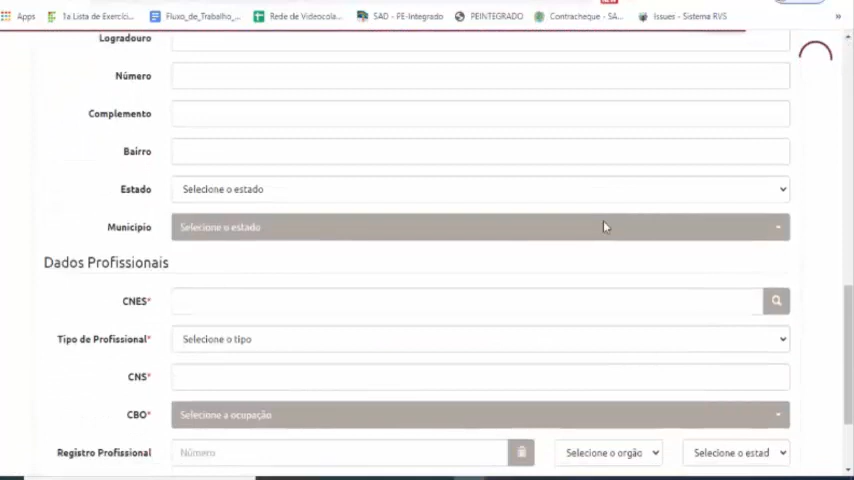 NEW
Apps 1a Lista de Exercíci... Fluxo_de_Trabalho_... Rede de Videocola... SAD - PE-Integrado PEINTEGRADO Contracheque - SA... Issues - Sistema RVS »
Logradouro
Número
Complemento
Bairro
Estado Selecione o estado
Município Selecione o estado
Dados Profissionais
CNES*
Tipo de Profissional* Selecione o tipo
CNS*
CBO* Selecione a ocupação
Registro Profissional Número Selecione o orgão Selecione o estad